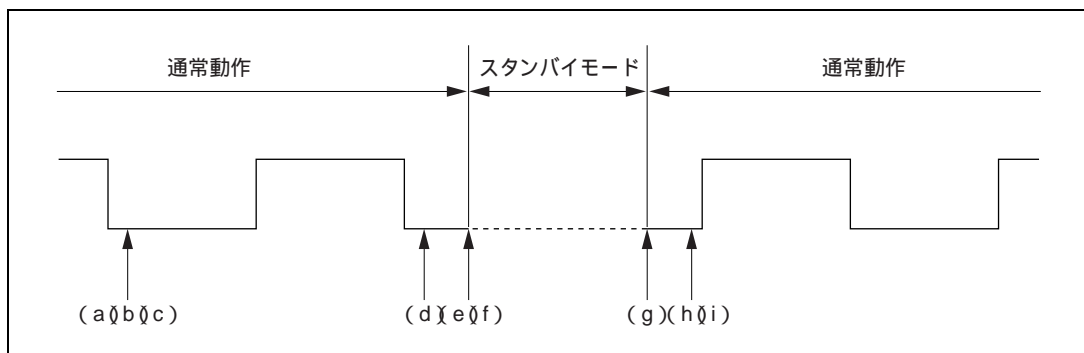 通常動作
スタンバイモード
通常動作
(a)(b)(c)
(d)(e)(f)
(g)(h)(i)